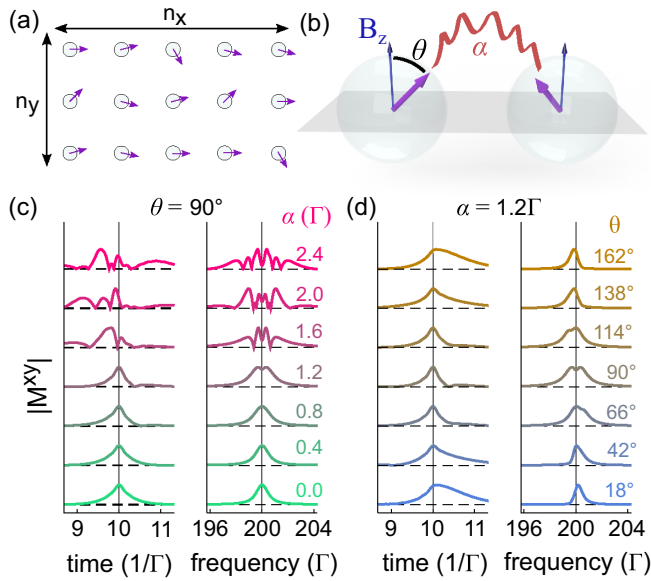 (a)
n_x
n_y
(b)
B_z
θ
α
(c)
θ = 90°
α (Γ)
2.4
2.0
1.6
1.2
0.8
0.4
0.0
|M^xy|
9 10 11
time (1/Γ)
196 200 204
frequency (Γ)
(d)
α = 1.2Γ
θ
162°
138°
114°
90°
66°
42°
18°
9 10 11
time (1/Γ)
196 200 204
frequency (Γ)